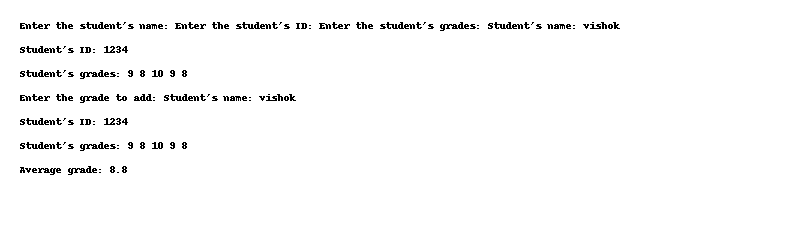 Enter the student's name: Enter the student's ID: Enter the student's grades: Student's name: vishok
Student's ID: 1234
Student's grades: 9 8 10 9 8
Enter the grade to add: Student's name: vishok
Student's ID: 1234
Student's grades: 9 8 10 9 8
Average grade: 8.8